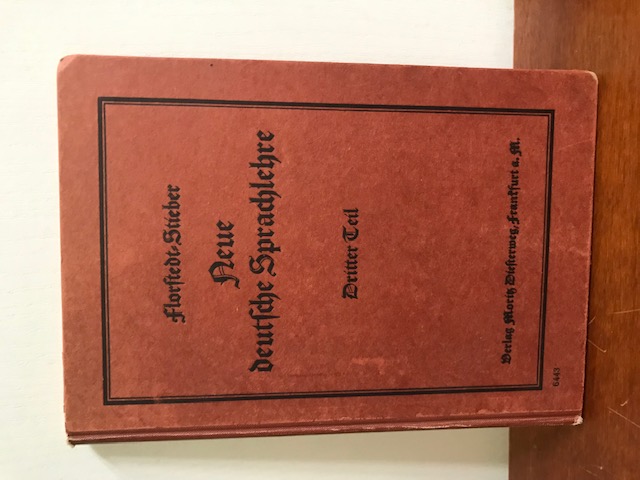 Florstedt-Stieber
Neue
deutsche Sprachlehre
Dritter Teil
Verlag Moritz Diesterweg, Frankfurt a. M.
6443